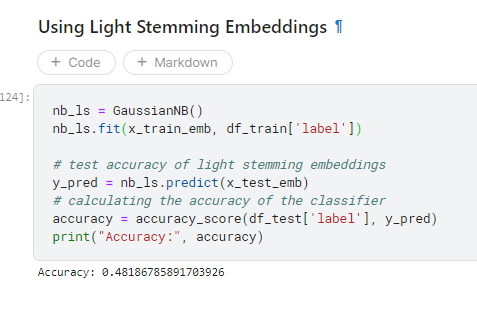 Using Light Stemming Embeddings ¶
+ Code + Markdown
124]:
nb_ls = GaussianNB()
nb_ls.fit(x_train_emb, df_train['label'])
# test accuracy of light stemming embeddings
y_pred = nb_ls.predict(x_test_emb)
# calculating the accuracy of the classifier
accuracy = accuracy_score(df_test['label'], y_pred)
print("Accuracy:", accuracy)
Accuracy: 0.48186785891703926